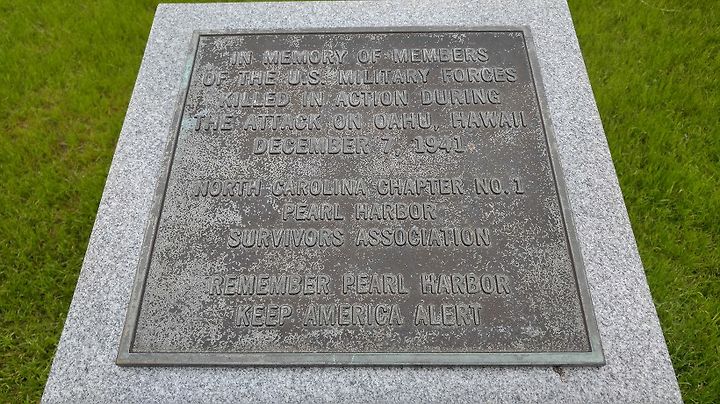 IN MEMORY OF MEMBERS
OF THE U.S. MILITARY FORCES
KILLED IN ACTION DURING
THE ATTACK ON OAHU, HAWAII
DECEMBER 7, 1941
NORTH CAROLINA CHAPTER NO. 1
PEARL HARBOR
SURVIVORS ASSOCIATION
REMEMBER PEARL HARBOR
KEEP AMERICA ALERT